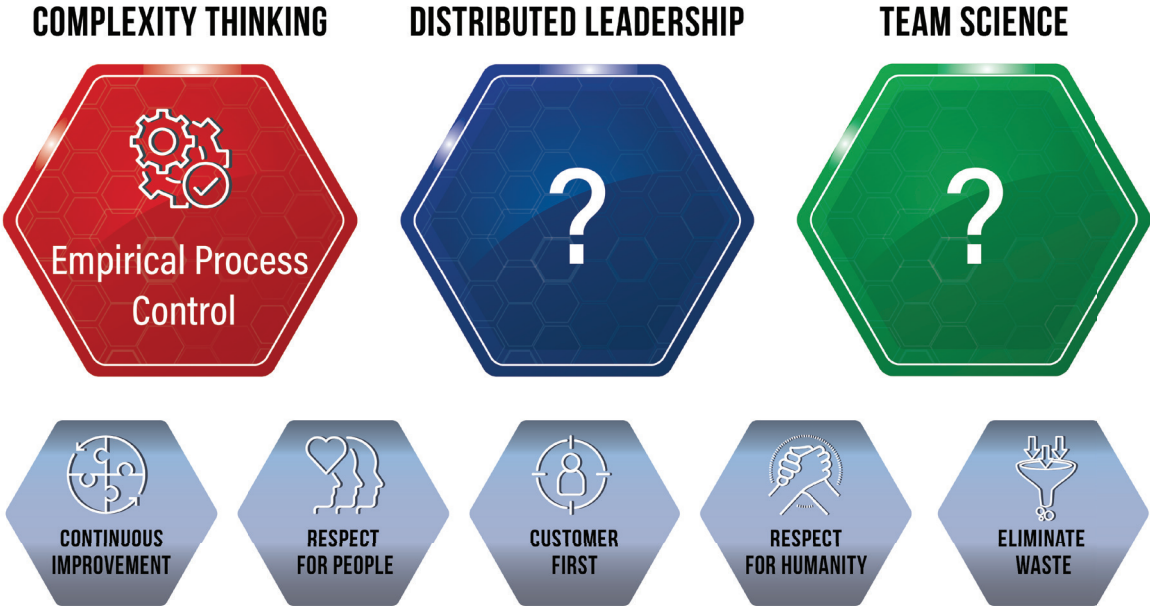 COMPLEXITY THINKING
DISTRIBUTED LEADERSHIP
TEAM SCIENCE
Empirical Process
Control
?
?
CONTINUOUS
IMPROVEMENT
RESPECT
FOR PEOPLE
CUSTOMER
FIRST
RESPECT
FOR HUMANITY
ELIMINATE
WASTE